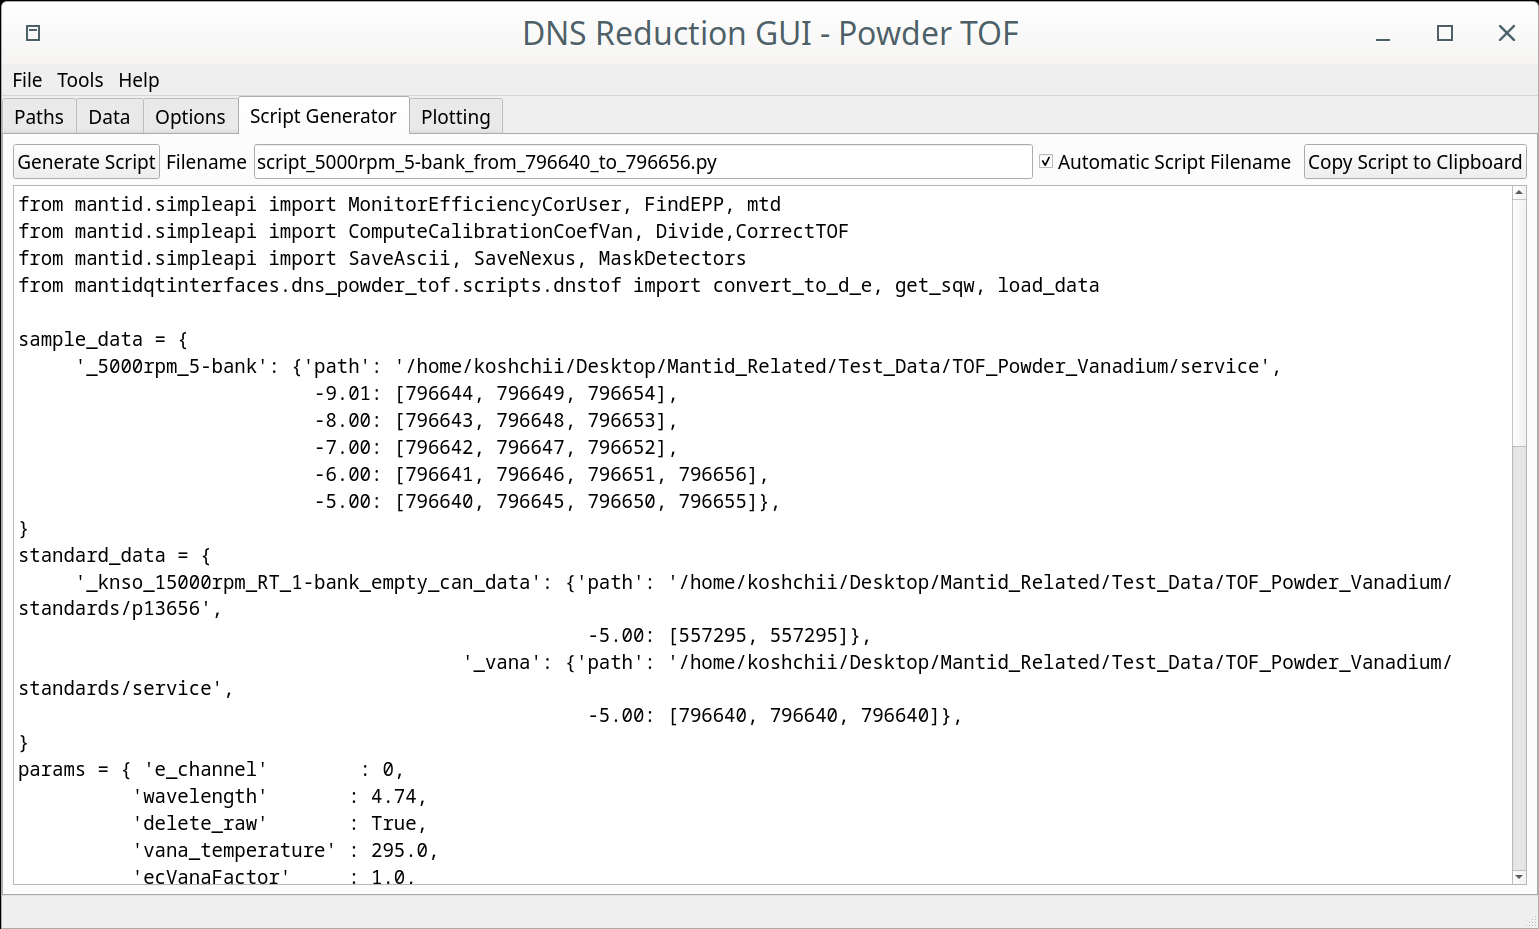 DNS Reduction GUI - Powder TOF
File Tools Help
Paths Data Options Script Generator Plotting
Generate Script Filename script_5000rpm_5-bank_from_796640_to_796656.py Automatic Script Filename Copy Script to Clipboard
from mantid.simpleapi import MonitorEfficiencyCorUser, FindEPP, mtd
from mantid.simpleapi import ComputeCalibrationCoefVan, Divide,CorrectTOF
from mantid.simpleapi import SaveAscii, SaveNexus, MaskDetectors
from mantidqtinterfaces.dns_powder_tof.scripts.dnstof import convert_to_d_e, get_sqw, load_data
sample_data = {
'_5000rpm_5-bank': {'path': '/home/koshchii/Desktop/Mantid_Related/Test_Data/TOF_Powder_Vanadium/service',
-9.01: [796644, 796649, 796654],
-8.00: [796643, 796648, 796653],
-7.00: [796642, 796647, 796652],
-6.00: [796641, 796646, 796651, 796656],
-5.00: [796640, 796645, 796650, 796655]},
}
standard_data = {
'_knso_15000rpm_RT_1-bank_empty_can_data': {'path': '/home/koshchii/Desktop/Mantid_Related/Test_Data/TOF_Powder_Vanadium/
standards/p13656',
-5.00: [557295, 557295]},
'_vana': {'path': '/home/koshchii/Desktop/Mantid_Related/Test_Data/TOF_Powder_Vanadium/
standards/service',
-5.00: [796640, 796640, 796640]},
}
params = { 'e_channel' : 0,
'wavelength' : 4.74,
'delete_raw' : True,
'vana_temperature' : 295.0,
'ecVanaFactor' : 1.0,